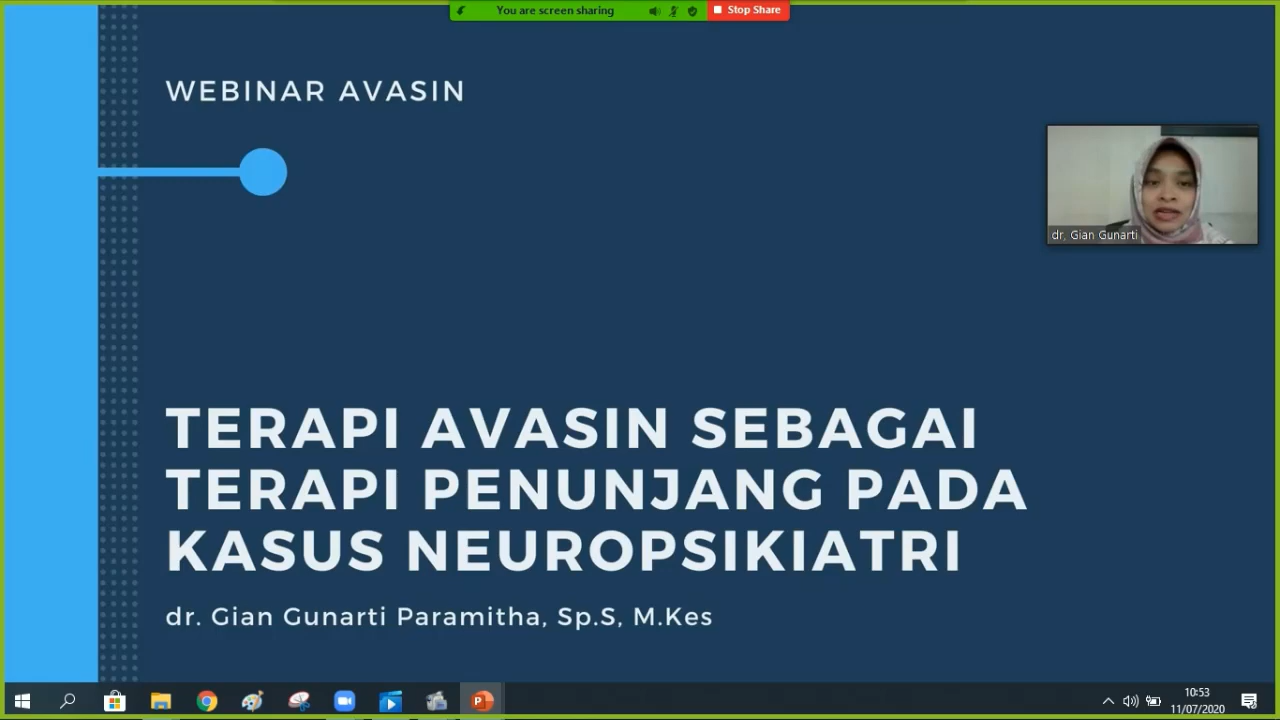 You are screen sharing
Stop Share
WEBINAR AVASIN
dr, Gian Gunarti
TERAPI AVASIN SEBAGAI
TERAPI PENUNJANG PADA
KASUS NEUROPSIKIATRI
dr. Gian Gunarti Paramitha, Sp.S, M.Kes
10:53
11/07/2020